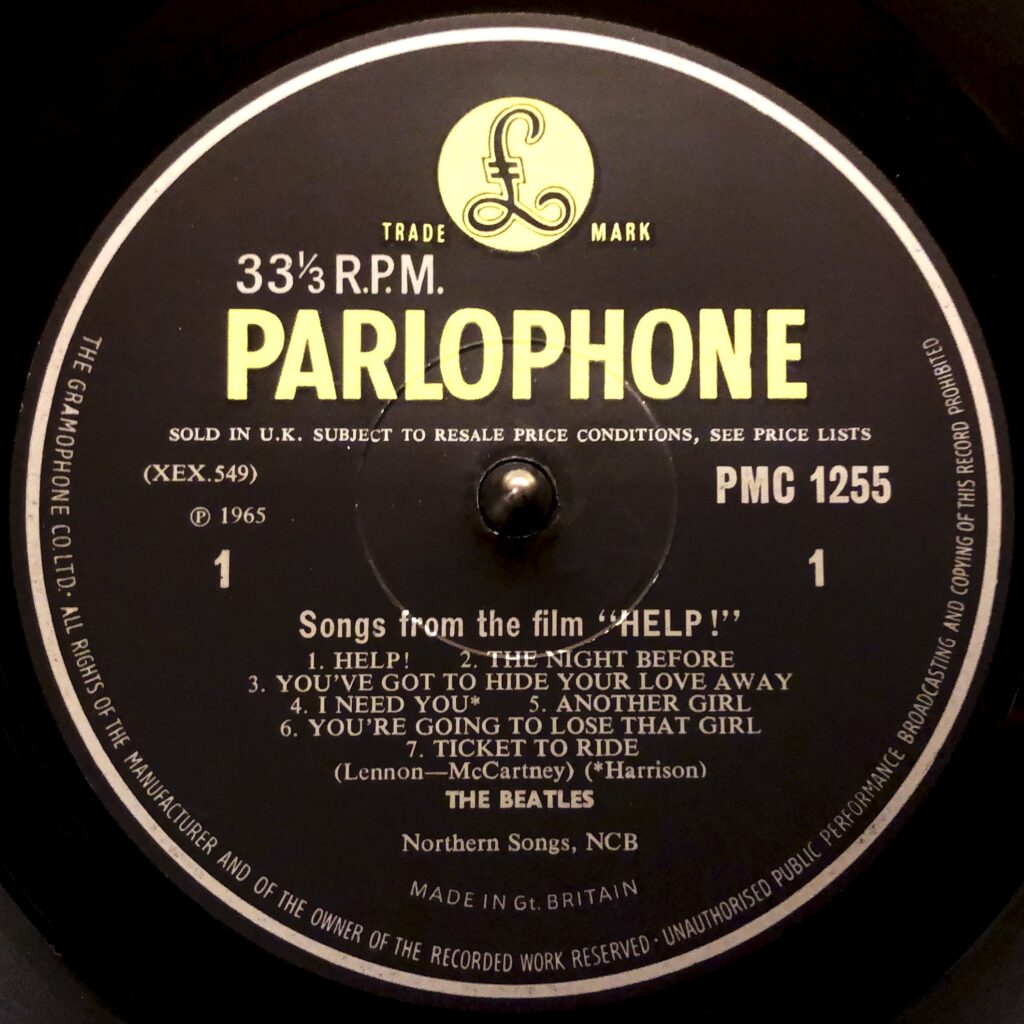 £
TRADE MARK
33⅓ R.P.M.
PARLOPHONE
SOLD IN U.K. SUBJECT TO RESALE PRICE CONDITIONS, SEE PRICE LISTS
(XEX.549)
PMC 1255
℗ 1965
1 1
Songs from the film “HELP!”
1. HELP! 2. THE NIGHT BEFORE
3. YOU'VE GOT TO HIDE YOUR LOVE AWAY
4. I NEED YOU* 5. ANOTHER GIRL
6. YOU'RE GOING TO LOSE THAT GIRL
7. TICKET TO RIDE
(Lennon—McCartney) (*Harrison)
THE BEATLES
Northern Songs, NCB
MADE IN Gt. BRITAIN
THE GRAMOPHONE CO. LTD. · ALL RIGHTS OF THE MANUFACTURER AND OF THE OWNER OF THE RECORDED WORK RESERVED · UNAUTHORISED PUBLIC PERFORMANCE BROADCASTING AND COPYING OF THIS RECORD PROHIBITED